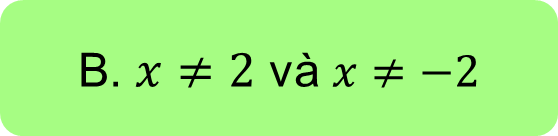 B. x ≠ 2 và x ≠ −2